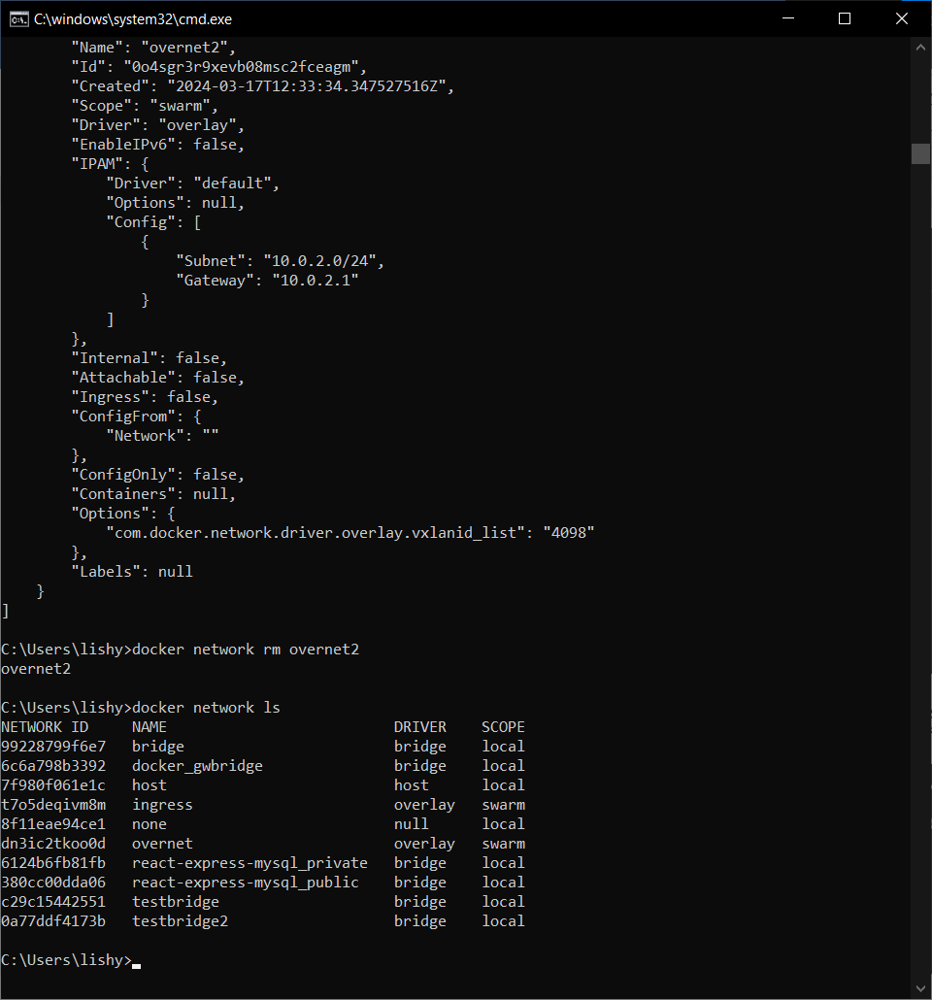 C:\windows\system32\cmd.exe
        "Name": "overnet2",
        "Id": "0o4sgr3r9xevb08msc2fceagm",
        "Created": "2024-03-17T12:33:34.347527516Z",
        "Scope": "swarm",
        "Driver": "overlay",
        "EnableIPv6": false,
        "IPAM": {
            "Driver": "default",
            "Options": null,
            "Config": [
                {
                    "Subnet": "10.0.2.0/24",
                    "Gateway": "10.0.2.1"
                }
            ]
        },
        "Internal": false,
        "Attachable": false,
        "Ingress": false,
        "ConfigFrom": {
            "Network": ""
        },
        "ConfigOnly": false,
        "Containers": null,
        "Options": {
            "com.docker.network.driver.overlay.vxlanid_list": "4098"
        },
        "Labels": null
    }
]
C:\Users\lishy>docker network rm overnet2
overnet2
C:\Users\lishy>docker network ls
NETWORK ID     NAME                          DRIVER    SCOPE
99228799f6e7   bridge                        bridge    local
6c6a798b3392   docker_gwbridge               bridge    local
7f980f061e1c   host                          host      local
t7o5deqivm8m   ingress                       overlay   swarm
8f11eae94ce1   none                          null      local
dn3ic2tkoo0d   overnet                       overlay   swarm
6124b6fb81fb   react-express-mysql_private   bridge    local
380cc00dda06   react-express-mysql_public    bridge    local
c29c15442551   testbridge                    bridge    local
0a77ddf4173b   testbridge2                   bridge    local
C:\Users\lishy>